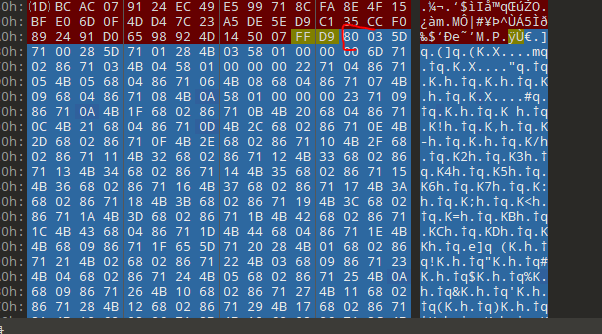 0h: (1D) BC AC 07 91 24 EC 49 E5 99 71 8C FA 8E 4F 15 .¼¬.‘$ìIå™qŒúŽO.
0h: BF E0 6D 0F 4D D4 7C 23 A5 DE 5E D9 C1 CC F0 ¿àm.MÔ|#¥Þ^ÙÁ Ìð
0h: 89 24 91 D0 65 98 92 4D 14 50 07 FF D9 80 03 5D ‰$‘Ðe˜’M.P.ÿÙ€.]
0h: 71 00 28 5D 71 01 28 4B 03 58 01 00 00 00 6D 71 q.(]q.(K.X....mq
0h: 02 86 71 03 4B 04 58 01 00 00 00 22 71 04 86 71 .†q.K.X...."q.†q
0h: 05 4B 05 68 04 86 71 06 4B 08 68 04 86 71 07 4B .K.h.†q.K.h.†q.K
0h: 09 68 04 86 71 08 4B 0A 58 01 00 00 00 23 71 09 .h.†q.K.X....#q.
0h: 86 71 0A 4B 1F 68 02 86 71 0B 4B 20 68 04 86 71 †q.K.h.†q.K h.†q
0h: 0C 4B 21 68 04 86 71 0D 4B 2C 68 02 86 71 0E 4B .K!h.†q.K,h.†q.K
0h: 2D 68 02 86 71 0F 4B 2E 68 02 86 71 10 4B 2F 68 -h.†q.K.h.†q.K/h
0h: 02 86 71 11 4B 32 68 02 86 71 12 4B 33 68 02 86 .†q.K2h.†q.K3h.†
0h: 71 13 4B 34 68 02 86 71 14 4B 35 68 02 86 71 15 q.K4h.†q.K5h.†q.
0h: 4B 36 68 02 86 71 16 4B 37 68 02 86 71 17 4B 3A K6h.†q.K7h.†q.K:
0h: 68 02 86 71 18 4B 3B 68 02 86 71 19 4B 3C 68 02 h.†q.K;h.†q.K<h.
0h: 86 71 1A 4B 3D 68 02 86 71 1B 4B 42 68 02 86 71 †q.K=h.†q.KBh.†q
0h: 1C 4B 43 68 04 86 71 1D 4B 44 68 04 86 71 1E 4B .KCh.†q.KDh.†q.K
0h: 4B 68 09 86 71 1F 65 5D 71 20 28 4B 01 68 02 86 Kh.†q.e]q (K.h.†
0h: 71 21 4B 02 68 02 86 71 22 4B 03 68 09 86 71 23 q!K.h.†q"K.h.†q#
0h: 4B 04 68 02 86 71 24 4B 05 68 02 86 71 25 4B 0A K.h.†q$K.h.†q%K.
0h: 68 09 86 71 26 4B 10 68 02 86 71 27 4B 11 68 02 h.†q&K.h.†q'K.h.
0h: 86 71 28 4B 12 68 02 86 71 29 4B 17 68 02 86 71 †q(K.h.†q)K.h.†q